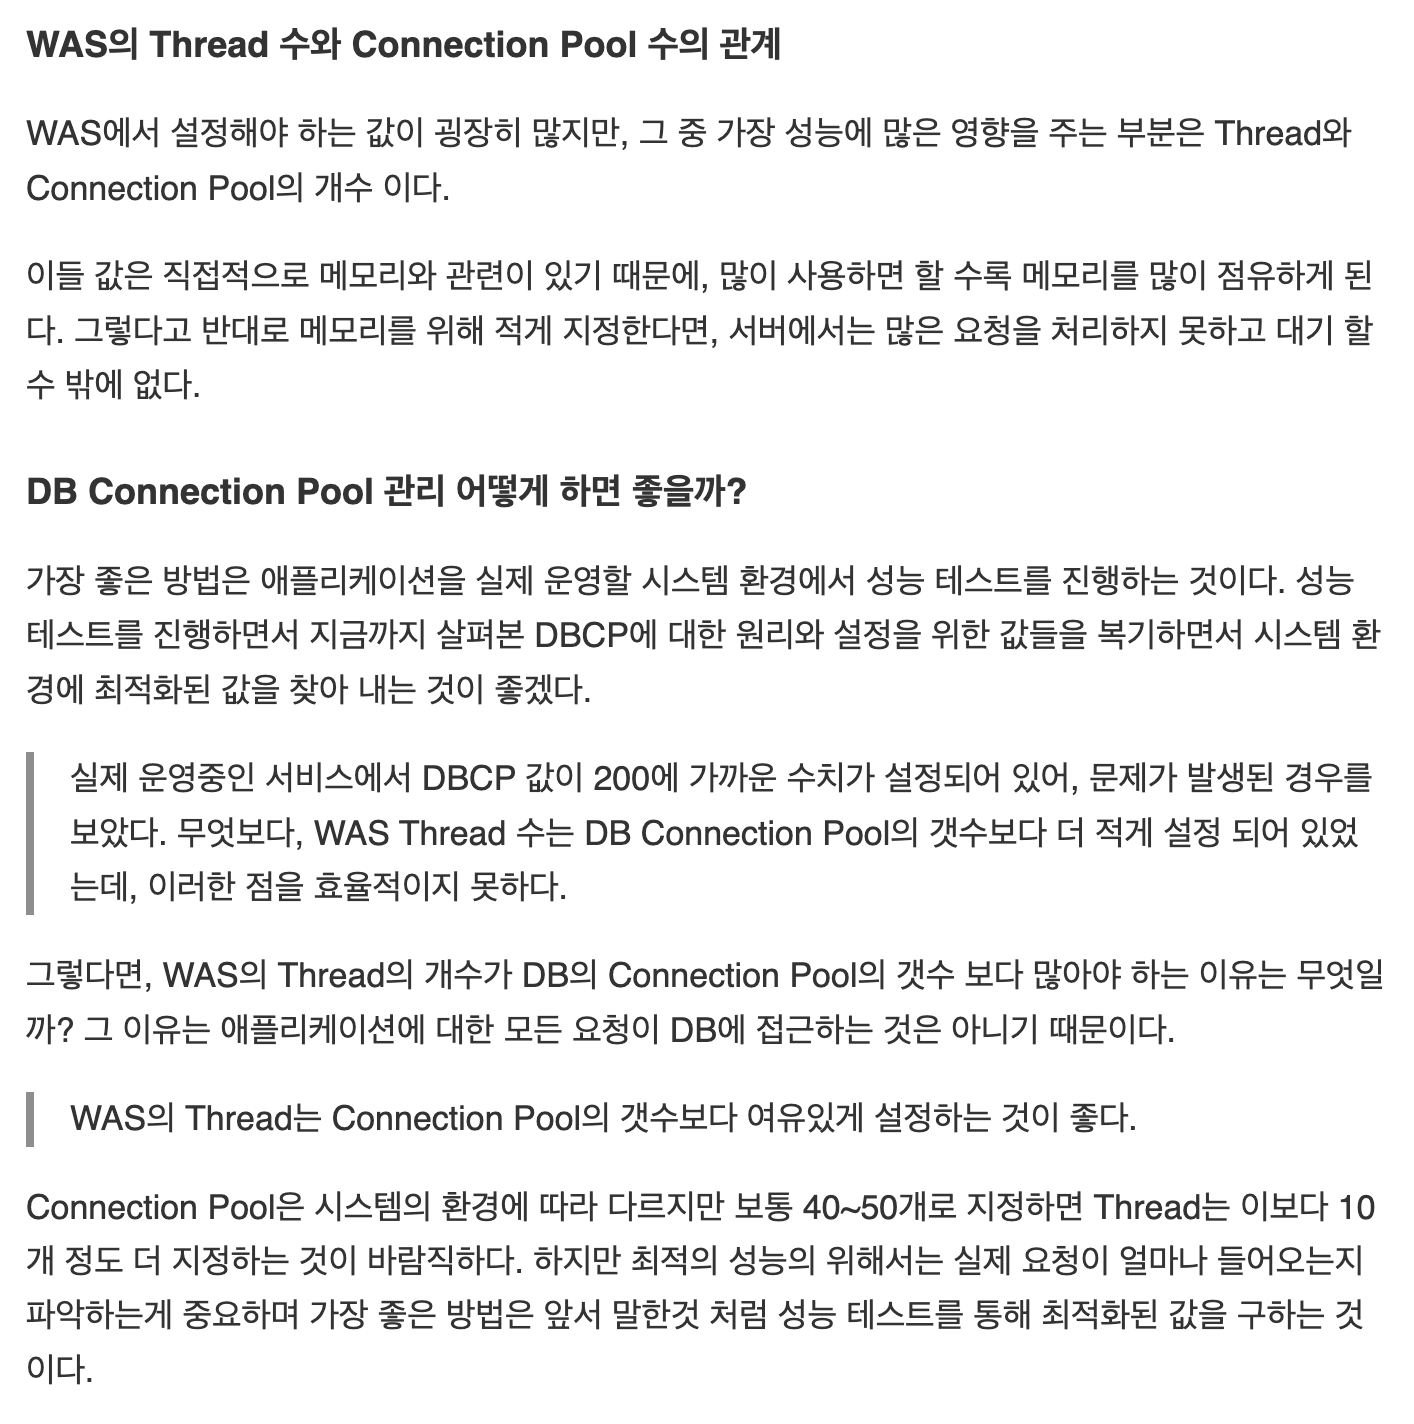 WAS의 Thread 수와 Connection Pool 수의 관계
WAS에서 설정해야 하는 값이 굉장히 많지만, 그 중 가장 성능에 많은 영향을 주는 부분은 Thread와
Connection Pool의 개수 이다.
이들 값은 직접적으로 메모리와 관련이 있기 때문에, 많이 사용하면 할 수록 메모리를 많이 점유하게 된
다. 그렇다고 반대로 메모리를 위해 적게 지정한다면, 서버에서는 많은 요청을 처리하지 못하고 대기 할
수 밖에 없다.
DB Connection Pool 관리 어떻게 하면 좋을까?
가장 좋은 방법은 애플리케이션을 실제 운영할 시스템 환경에서 성능 테스트를 진행하는 것이다. 성능
테스트를 진행하면서 지금까지 살펴본 DBCP에 대한 원리와 설정을 위한 값들을 복기하면서 시스템 환
경에 최적화된 값을 찾아 내는 것이 좋겠다.
실제 운영중인 서비스에서 DBCP 값이 200에 가까운 수치가 설정되어 있어, 문제가 발생된 경우를
보았다. 무엇보다, WAS Thread 수는 DB Connection Pool의 갯수보다 더 적게 설정 되어 있었
는데, 이러한 점을 효율적이지 못하다.
그렇다면, WAS의 Thread의 개수가 DB의 Connection Pool의 갯수 보다 많아야 하는 이유는 무엇일
까? 그 이유는 애플리케이션에 대한 모든 요청이 DB에 접근하는 것은 아니기 때문이다.
WAS의 Thread는 Connection Pool의 갯수보다 여유있게 설정하는 것이 좋다.
Connection Pool은 시스템의 환경에 따라 다르지만 보통 40~50개로 지정하면 Thread는 이보다 10
개 정도 더 지정하는 것이 바람직하다. 하지만 최적의 성능의 위해서는 실제 요청이 얼마나 들어오는지
파악하는게 중요하며 가장 좋은 방법은 앞서 말한것 처럼 성능 테스트를 통해 최적화된 값을 구하는 것
이다.